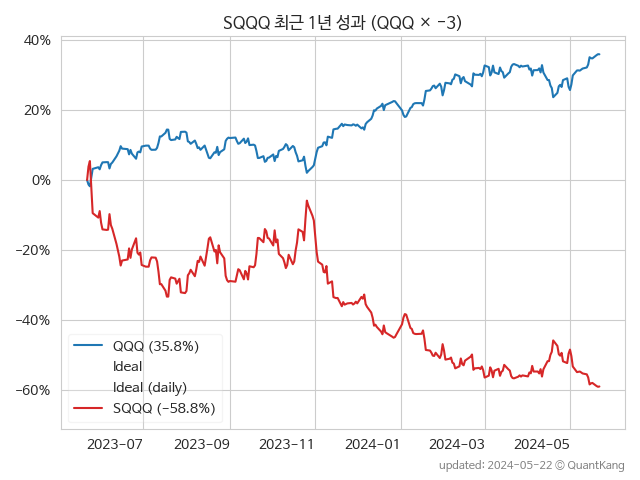 SQQQ 최근 1년 성과 (QQQ × −3)
40%
20%
0%
−20%
−40%
−60%
QQQ (35.8%)
Ideal
Ideal (daily)
SQQQ (−58.8%)
2023-07 2023-09 2023-11 2024-01 2024-03 2024-05
updated: 2024-05-22 © QuantKang